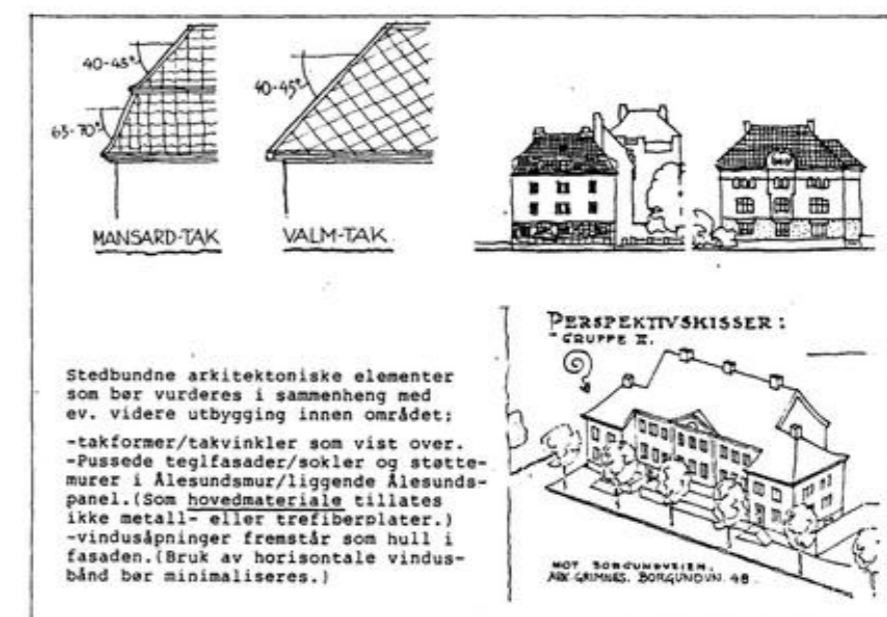 40-45°
65-70°
MANSARD-TAK
40-45°
VALM-TAK
Stedbundne arkitektoniske elementer
som bør vurderes i sammenheng med
ev. videre utbygging innen området;
-takformer/takvinkler som vist over.
-Pussede teglfasader/sokler og støtte-
murer i Ålesundsmur/liggende Ålesunds-
panel.(Som hovedmateriale tillates
ikke metall- eller trefiberplater.)
-vindusåpninger fremstår som hull i
fasaden.(Bruk av horisontale vindus-
bånd bør minimaliseres.)
PERSPEKTIVSKISSER:
- GRUPPE II.
MOT BORGUNDVEIEN.
ARK. GRIMNES. BORGUNDVN. 48.